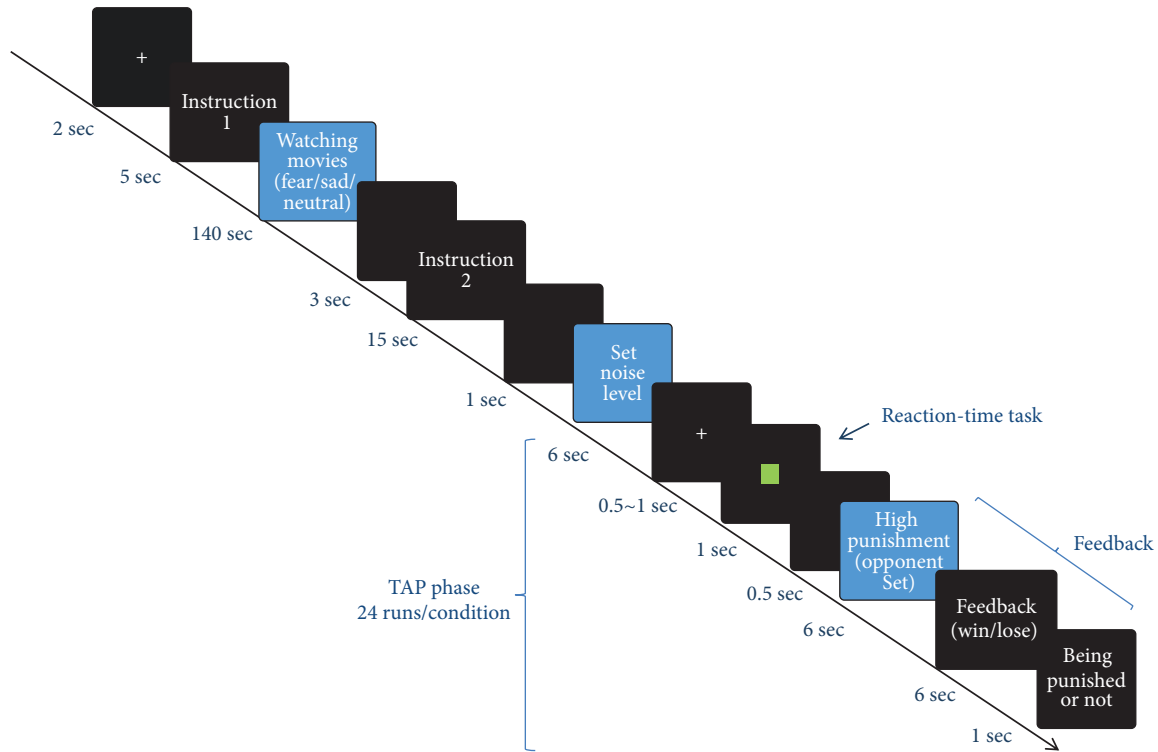 +
2 sec
Instruction
1
5 sec
Watching
movies
(fear/sad/
neutral)
140 sec
3 sec
Instruction
2
15 sec
1 sec
Set
noise
level
6 sec
+
0.5~1 sec
Reaction-time task
1 sec
0.5 sec
High
punishment
(opponent
Set)
6 sec
Feedback
Feedback
(win/lose)
6 sec
Being
punished
or not
1 sec
TAP phase
24 runs/condition